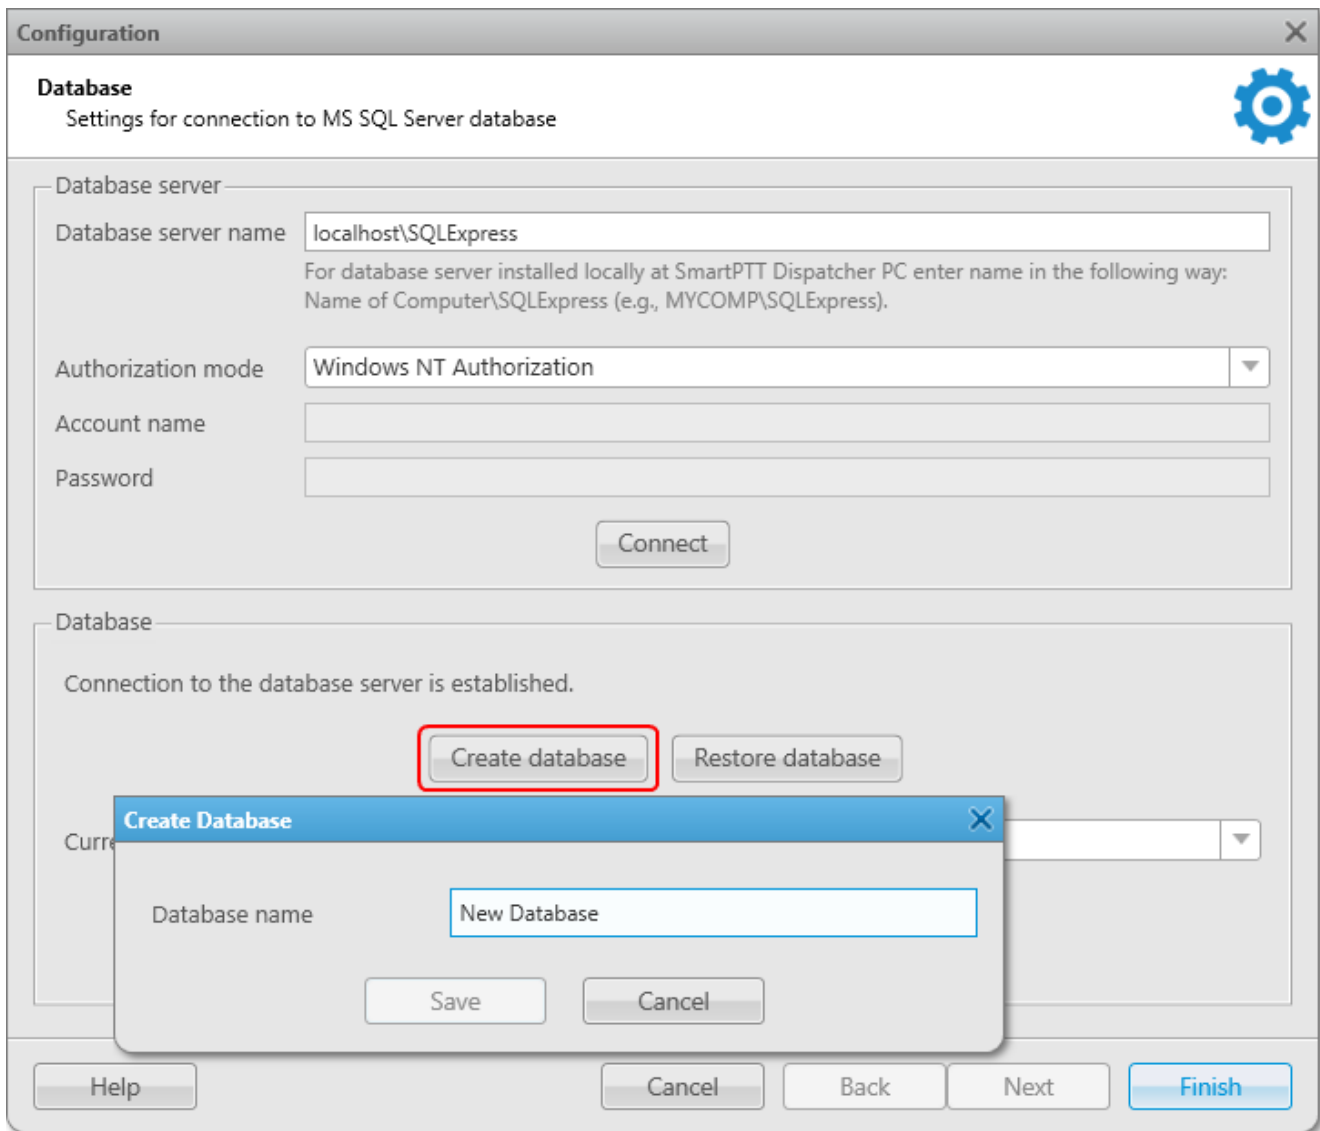 Configuration
Database
Settings for connection to MS SQL Server database
Database server
Database server name localhost\SQLExpress
For database server installed locally at SmartPTT Dispatcher PC enter name in the following way:
Name of Computer\SQLExpress (e.g., MYCOMP\SQLExpress).
Authorization mode Windows NT Authorization
Account name
Password
Connect
Database
Connection to the database server is established.
Create database Restore database
Create Database
Database name New Database
Save Cancel
Help Cancel Back Next Finish